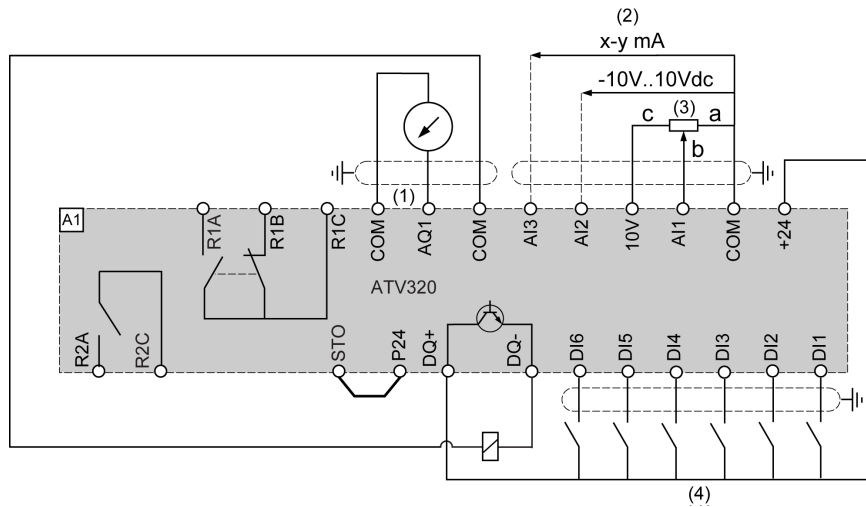 (2)
x-y mA
-10V..10Vdc
c (3) a
b
(1)
A1
R1A R1B R1C COM AQ1 COM AI3 AI2 10V AI1 COM +24
ATV320
R2A R2C STO P24 DQ+ DQ- DI6 DI5 DI4 DI3 DI2 DI1
(4)